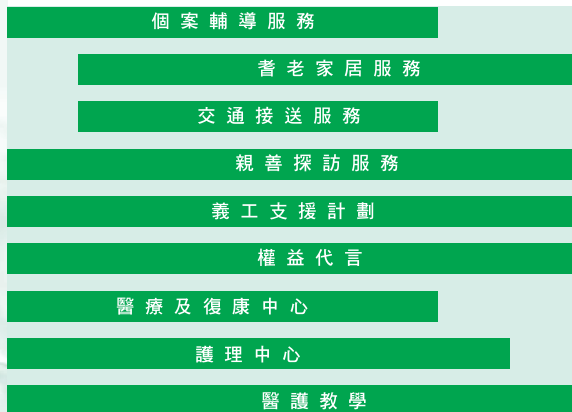 個案輔導服務
耆老家居服務
交通接送服務
親善探訪服務
義工支援計劃
權益代言
醫療及復康中心
護理中心
醫護教學